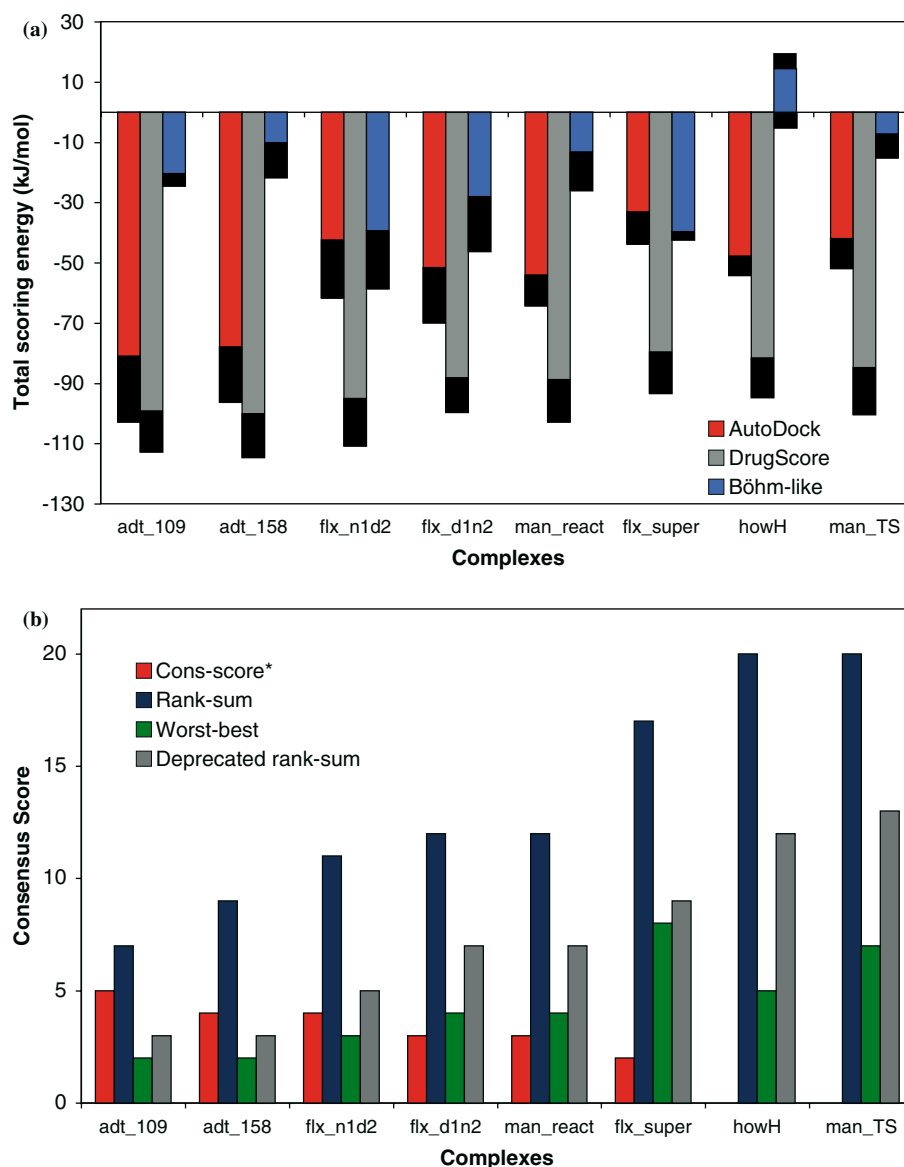 (a)
30
10
-10
-30
-50
-70
-90
-110
-130
Total scoring energy (kJ/mol)
AutoDock
DrugScore
Böhm-like
adt_109 adt_158 flx_n1d2 flx_d1n2 man_react flx_super howH man_TS
Complexes
(b)
20
15
10
5
0
Consensus Score
Cons-score*
Rank-sum
Worst-best
Deprecated rank-sum
adt_109 adt_158 flx_n1d2 flx_d1n2 man_react flx_super howH man_TS
Complexes